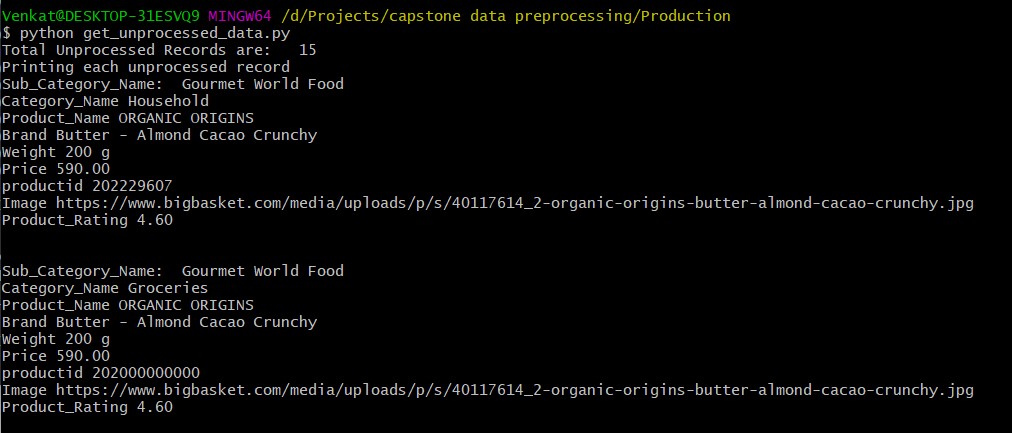 Venkat@DESKTOP-31ESVQ9 MINGW64 /d/Projects/capstone data preprocessing/Production
$ python get_unprocessed_data.py
Total Unprocessed Records are:   15
Printing each unprocessed record
Sub_Category_Name:  Gourmet World Food
Category_Name Household
Product_Name ORGANIC ORIGINS
Brand Butter - Almond Cacao Crunchy
Weight 200 g
Price 590.00
productid 202229607
Image https://www.bigbasket.com/media/uploads/p/s/40117614_2-organic-origins-butter-almond-cacao-crunchy.jpg
Product_Rating 4.60
Sub_Category_Name:  Gourmet World Food
Category_Name Groceries
Product_Name ORGANIC ORIGINS
Brand Butter - Almond Cacao Crunchy
Weight 200 g
Price 590.00
productid 202000000000
Image https://www.bigbasket.com/media/uploads/p/s/40117614_2-organic-origins-butter-almond-cacao-crunchy.jpg
Product_Rating 4.60